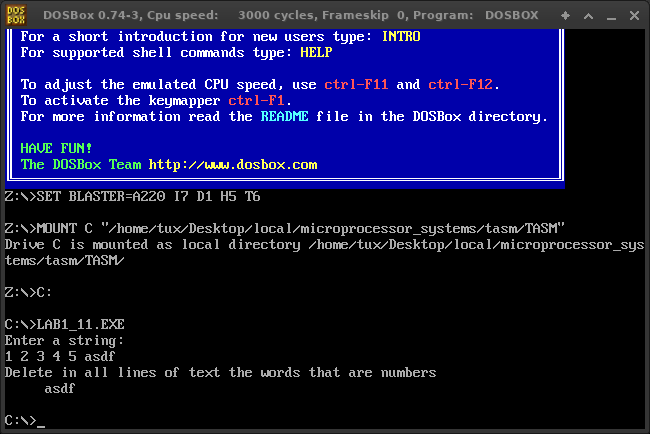 DOS BOX DOSBox 0.74-3, Cpu speed: 3000 cycles, Frameskip 0, Program: DOSBOX
For a short introduction for new users type: INTRO
For supported shell commands type: HELP
To adjust the emulated CPU speed, use ctrl-F11 and ctrl-F12.
To activate the keymapper ctrl-F1.
For more information read the README file in the DOSBox directory.
HAVE FUN!
The DOSBox Team http://www.dosbox.com
Z:\>SET BLASTER=A220 I7 D1 H5 T6
Z:\>MOUNT C "/home/tux/Desktop/local/microprocessor_systems/tasm/TASM"
Drive C is mounted as local directory /home/tux/Desktop/local/microprocessor_sys
tems/tasm/TASM/
Z:\>C:
C:\>LAB1_11.EXE
Enter a string:
1 2 3 4 5 asdf
Delete in all lines of text the words that are numbers
     asdf
C:\>_